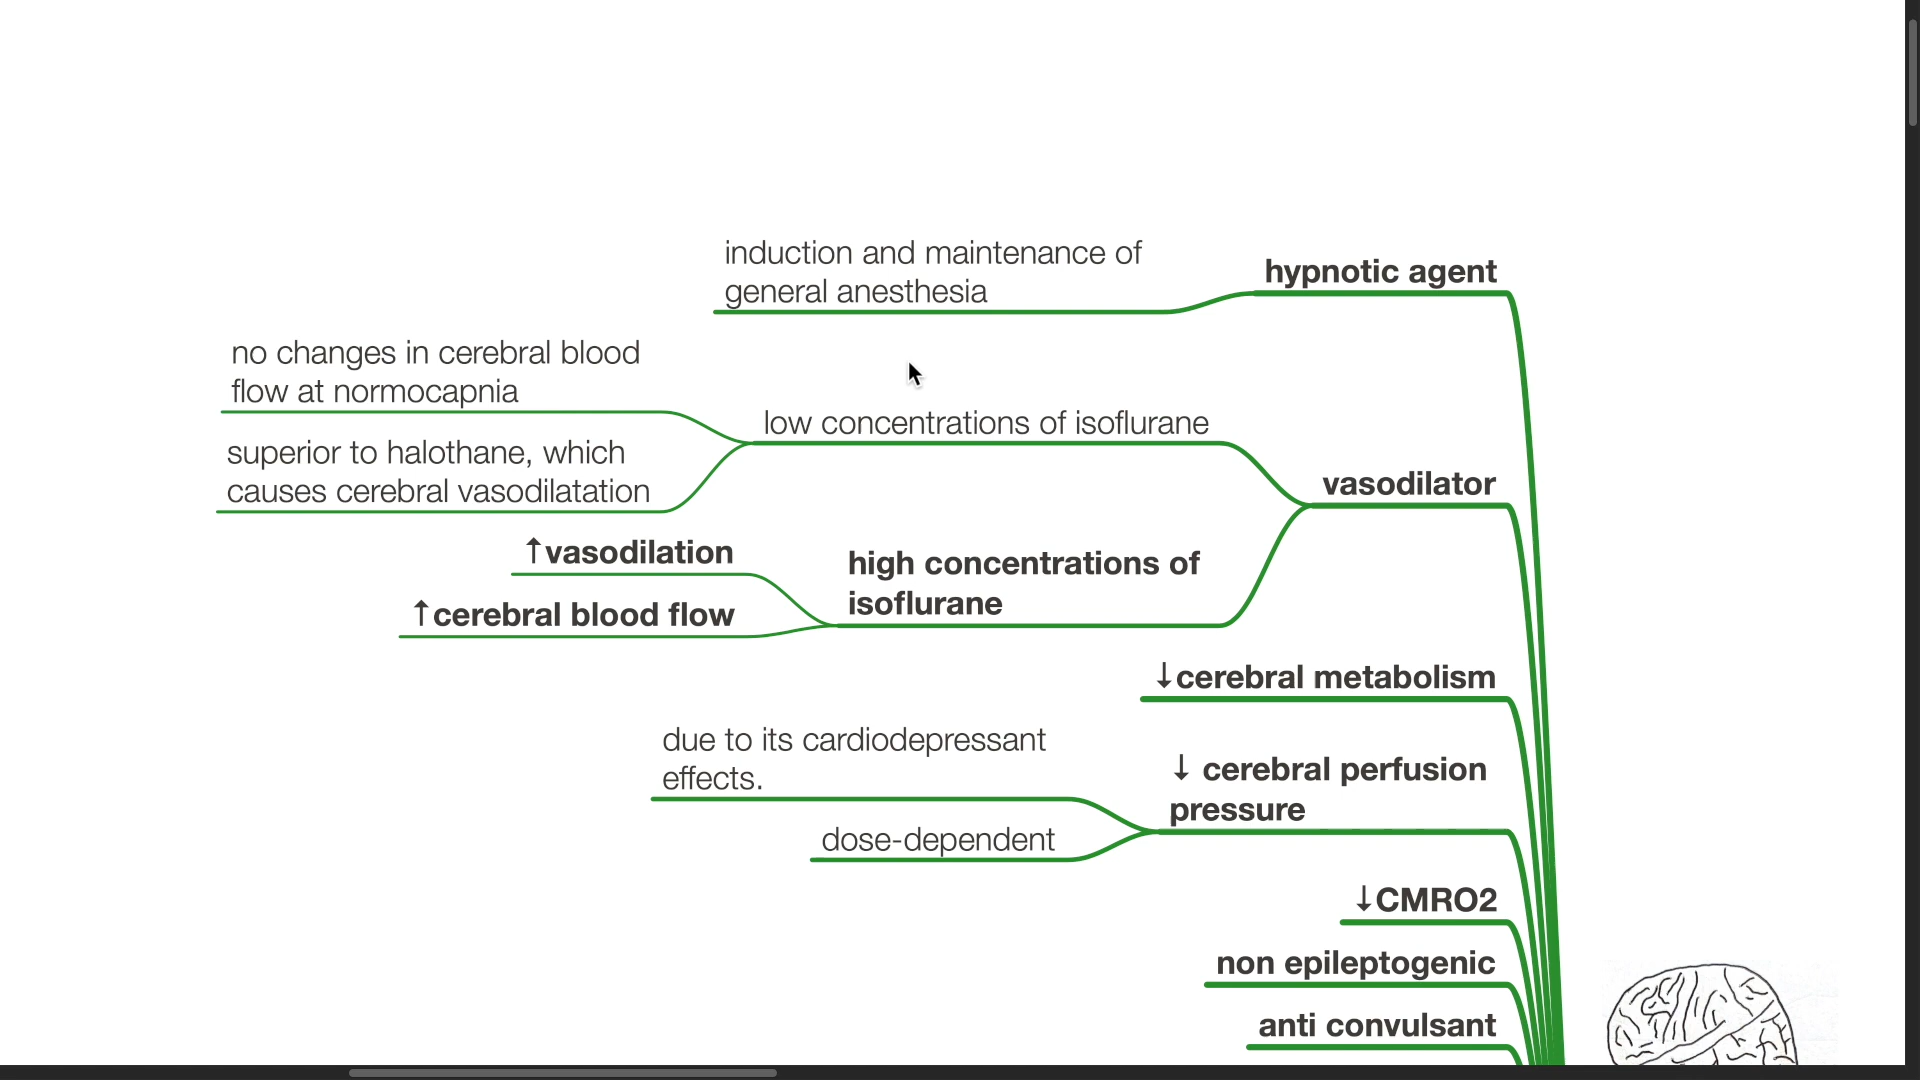 induction and maintenance of
general anesthesia
hypnotic agent
no changes in cerebral blood
flow at normocapnia
low concentrations of isoflurane
superior to halothane, which
causes cerebral vasodilatation
vasodilator
↑vasodilation
high concentrations of
isoflurane
↑cerebral blood flow
↓cerebral metabolism
due to its cardiodepressant
effects.
↓ cerebral perfusion
pressure
dose-dependent
↓CMRO2
non epileptogenic
anti convulsant